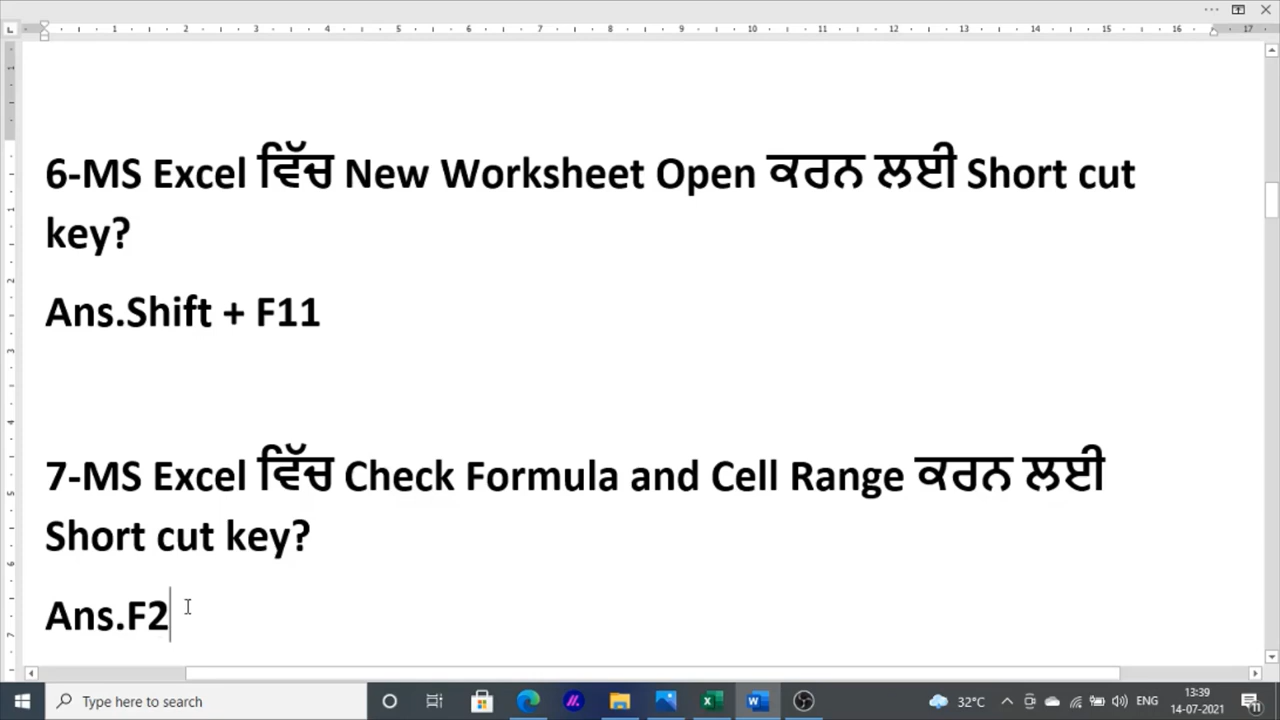 6-MS Excel ਵਿੱਚ New Worksheet Open ਕਰਨ ਲਈ Short cut
key?
Ans.Shift + F11
7-MS Excel ਵਿੱਚ Check Formula and Cell Range ਕਰਨ ਲਈ
Short cut key?
Ans.F2
Type here to search
32°C
ENG
13:39
14-07-2021